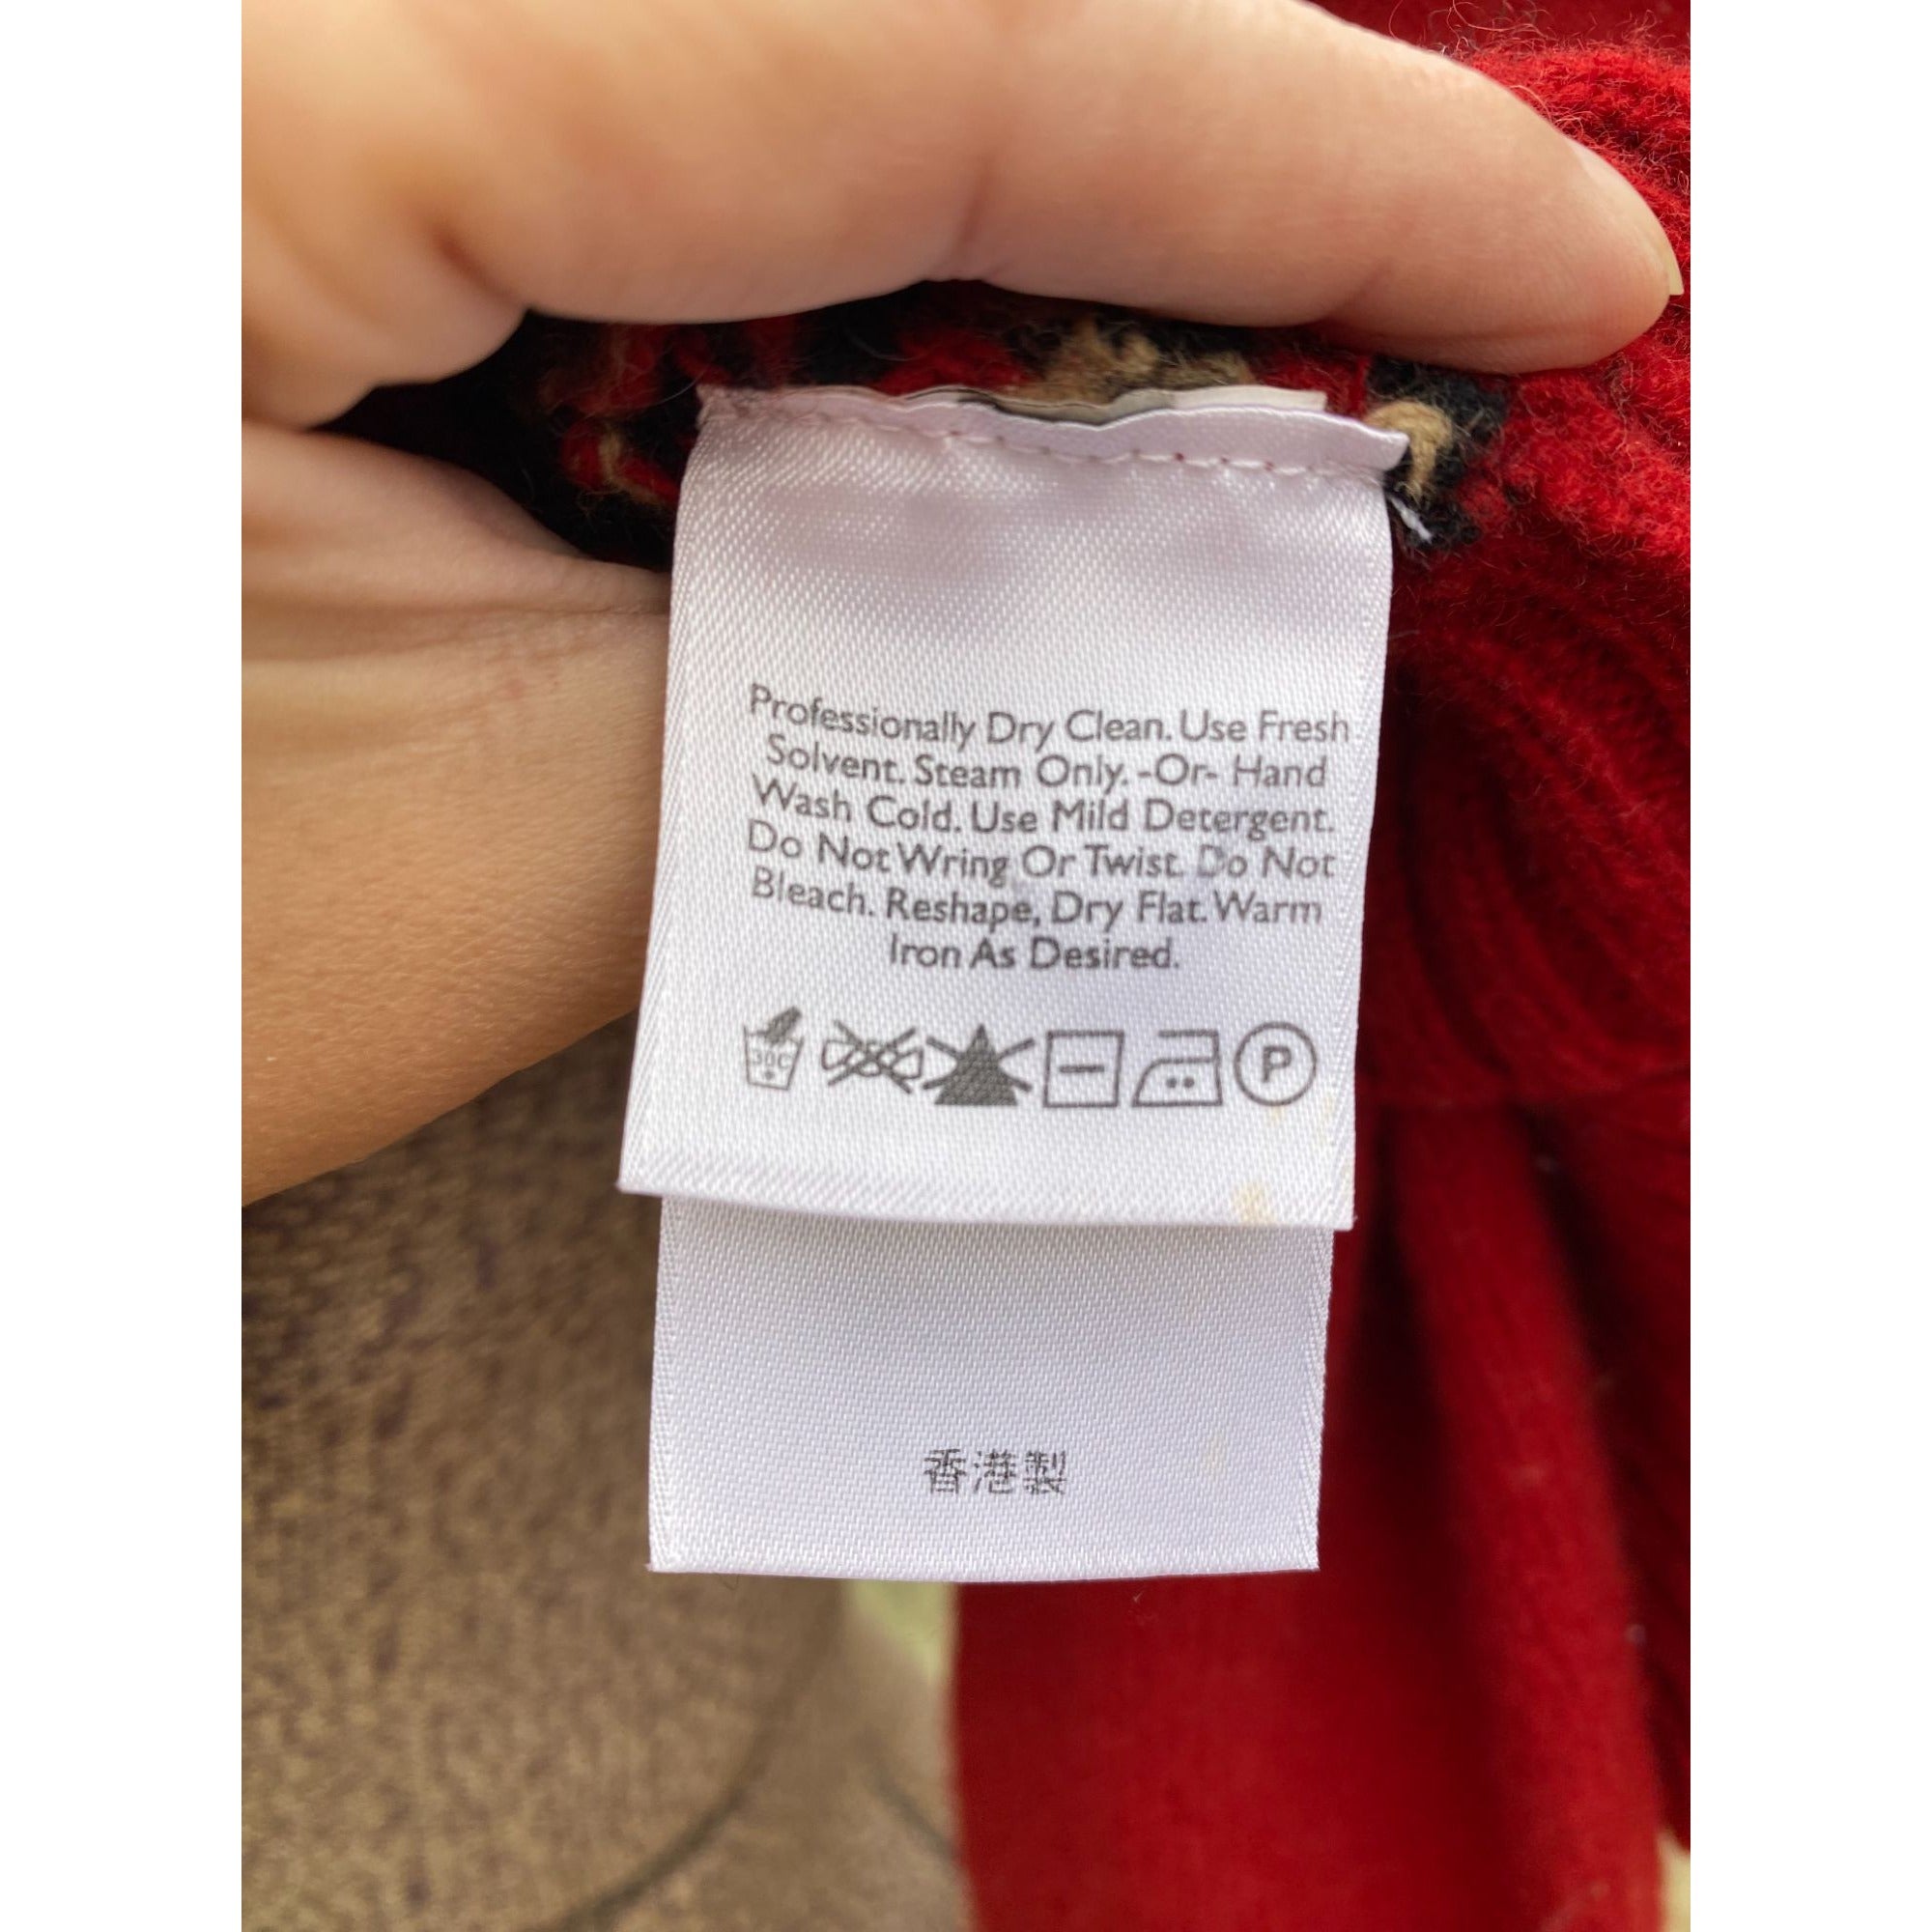 Professionally Dry Clean. Use Fresh
Solvent. Steam Only. -Or- Hand
Wash Cold. Use Mild Detergent.
Do Not Wring Or Twist. Do Not
Bleach. Reshape, Dry Flat. Warm
Iron As Desired.
30C P
香港製